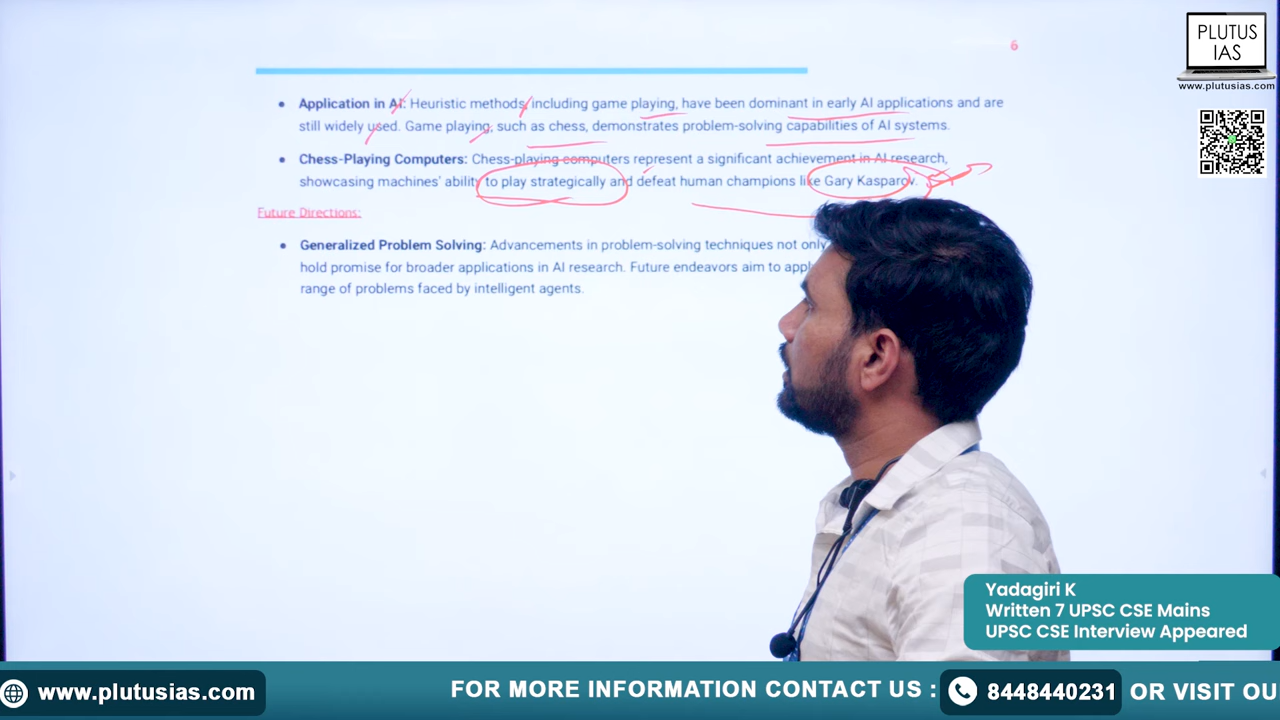 6
PLUTUS
IAS
www.plutusias.com
• Application in AI: Heuristic methods, including game playing, have been dominant in early AI applications and are
still widely used. Game playing, such as chess, demonstrates problem-solving capabilities of AI systems.
• Chess-Playing Computers: Chess-playing computers represent a significant achievement in AI research,
showcasing machines' ability to play strategically and defeat human champions like Gary Kasparov.
Future Directions:
• Generalized Problem Solving: Advancements in problem-solving techniques not only
hold promise for broader applications in AI research. Future endeavors aim to
range of problems faced by intelligent agents.
Yadagiri K
Written 7 UPSC CSE Mains
UPSC CSE Interview Appeared
www.plutusias.com FOR MORE INFORMATION CONTACT US : 8448440231 OR VISIT OU